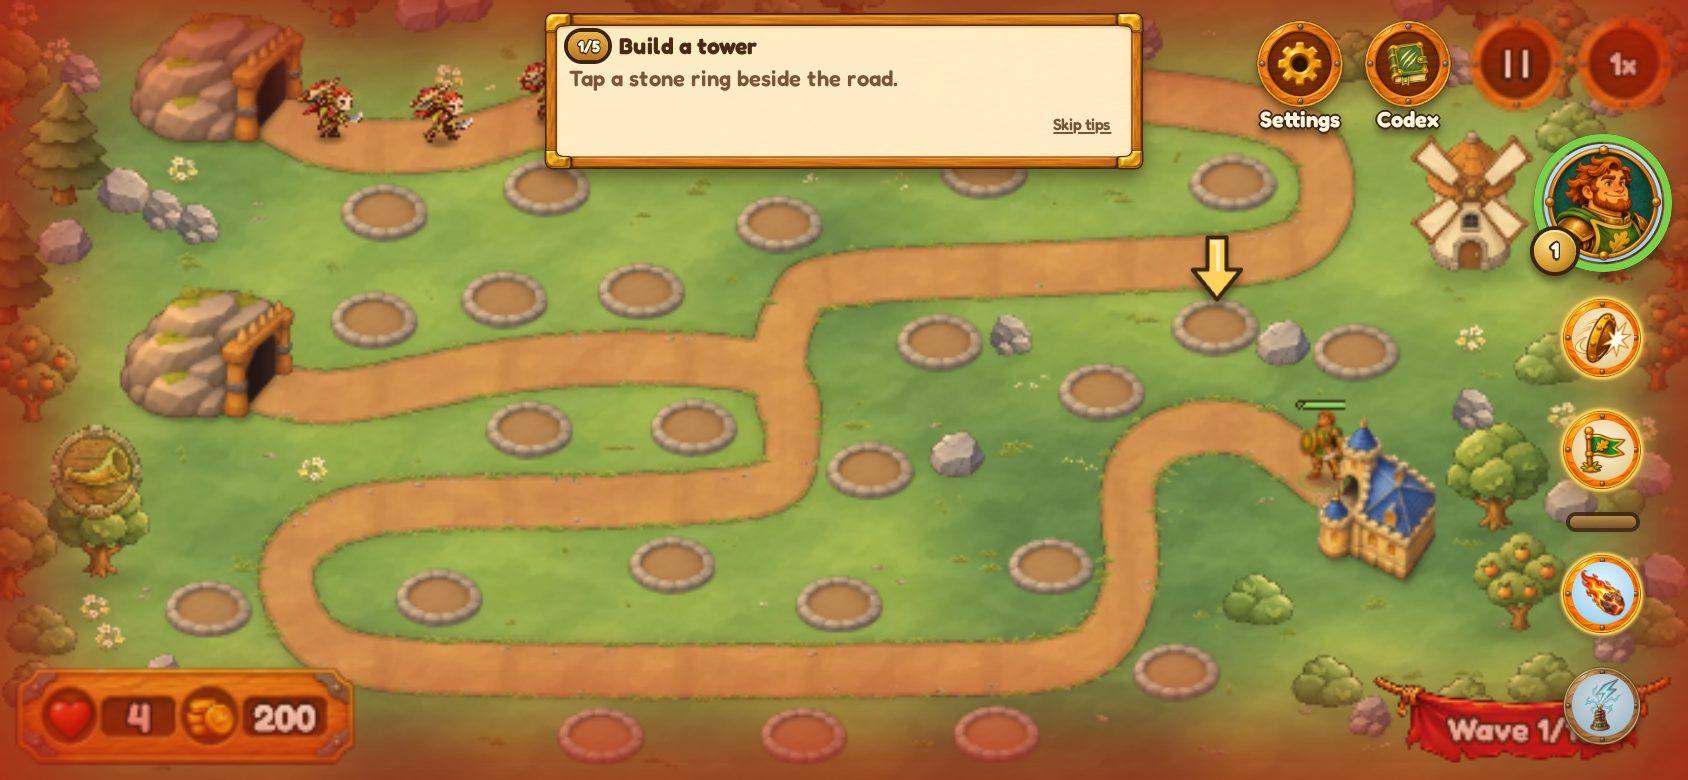 1/5 Build a tower
Tap a stone ring beside the road.
Skip tips
1x
Settings
Codex
1
4
200
Wave 1/